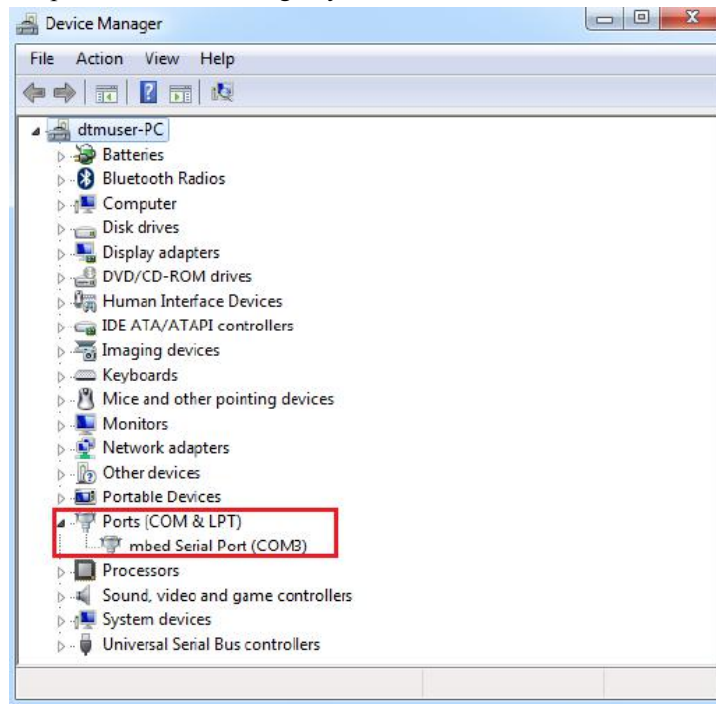 Device Manager
File Action View Help
dtmuser-PC
Batteries
Bluetooth Radios
Computer
Disk drives
Display adapters
DVD/CD-ROM drives
Human Interface Devices
IDE ATA/ATAPI controllers
Imaging devices
Keyboards
Mice and other pointing devices
Monitors
Network adapters
Other devices
Portable Devices
Ports (COM & LPT)
mbed Serial Port (COM3)
Processors
Sound, video and game controllers
System devices
Universal Serial Bus controllers